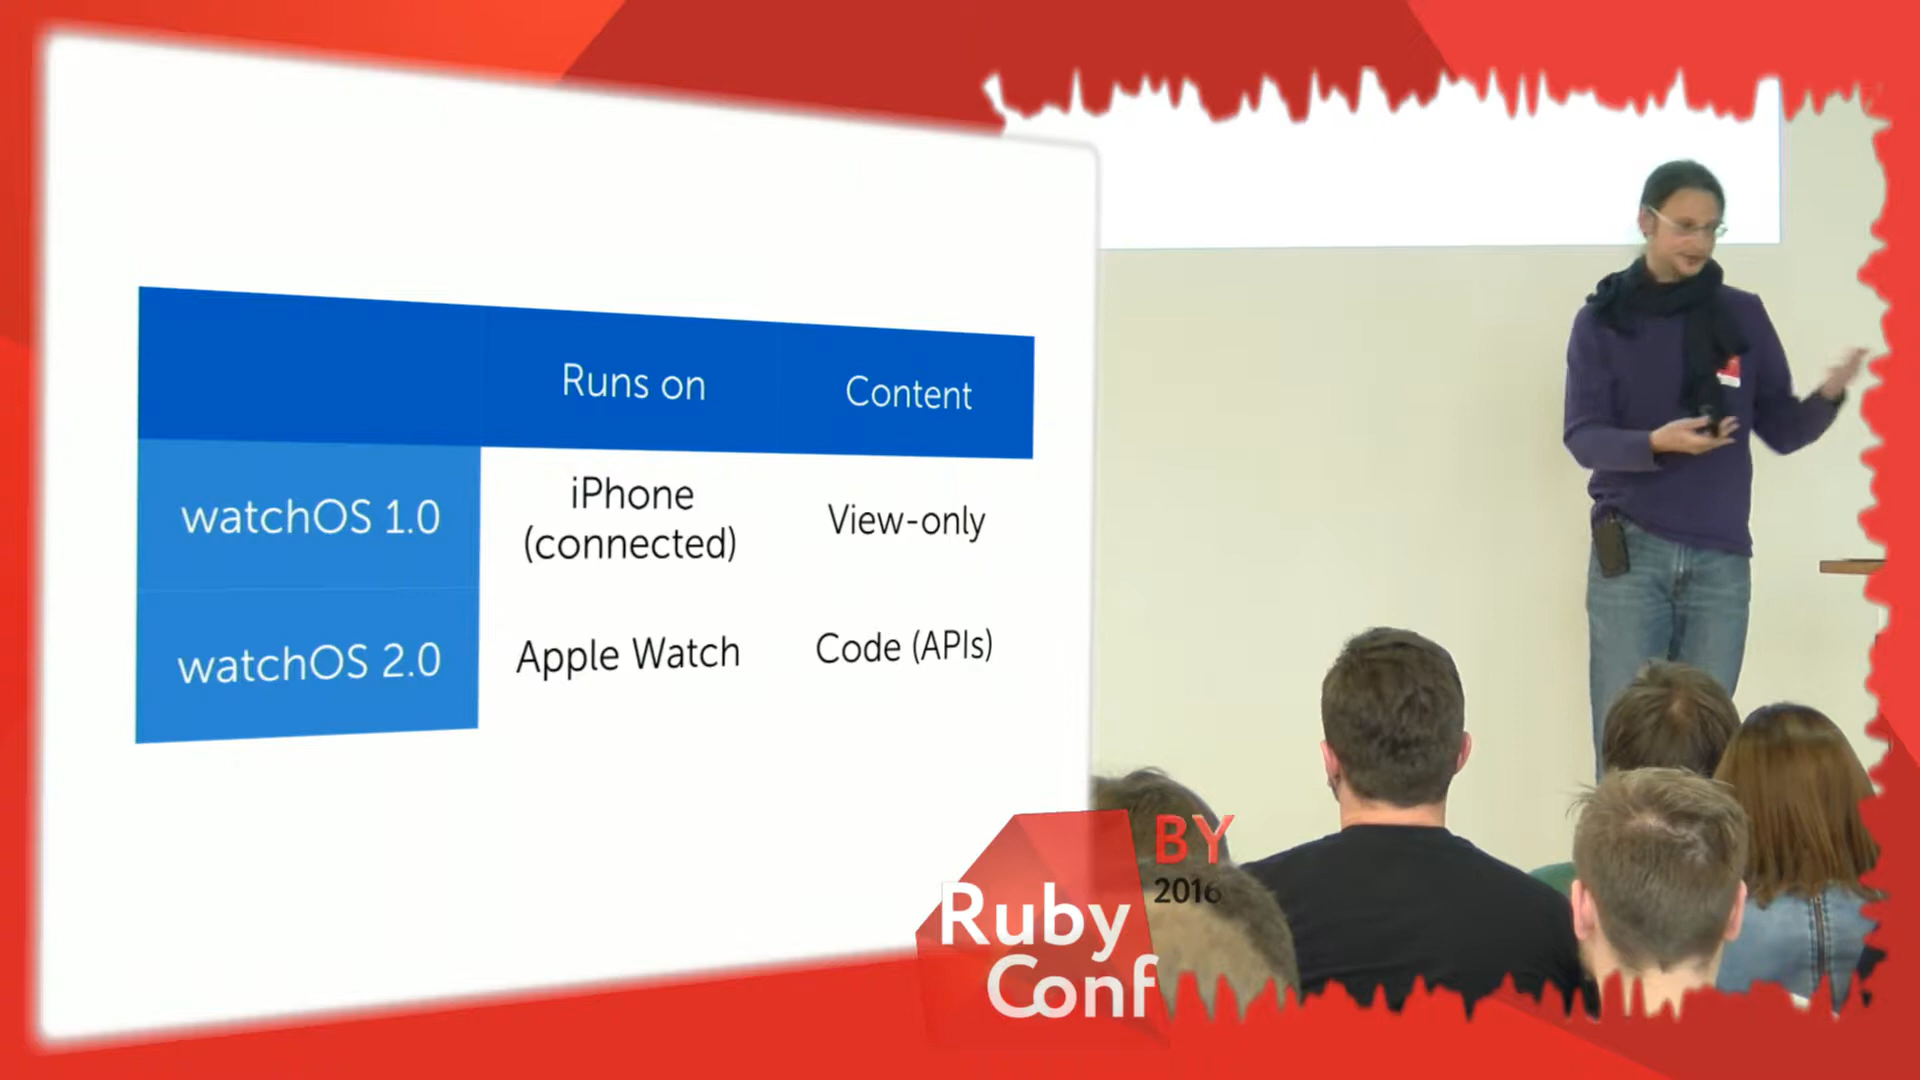 Runs on
Content
watchOS 1.0
iPhone
(connected)
View-only
watchOS 2.0
Apple Watch
Code (APIs)
BY
2016
Ruby
Conf